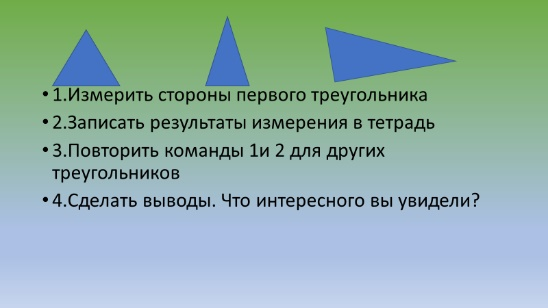 • 1.Измерить стороны первого треугольника
• 2.Записать результаты измерения в тетрадь
• 3.Повторить команды 1и 2 для других
треугольников
• 4.Сделать выводы. Что интересного вы увидели?